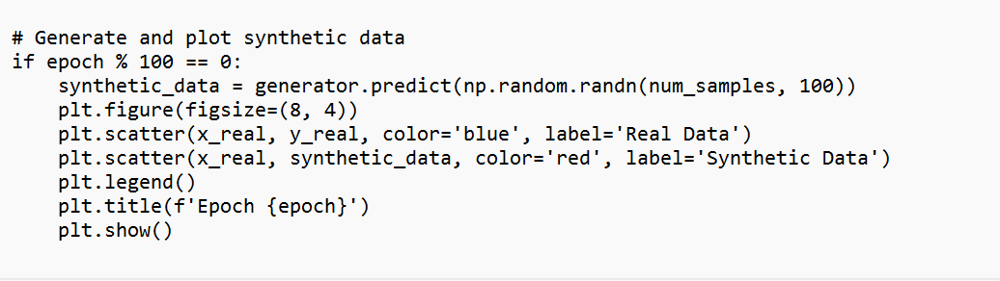 # Generate and plot synthetic data
if epoch % 100 == 0:
    synthetic_data = generator.predict(np.random.randn(num_samples, 100))
    plt.figure(figsize=(8, 4))
    plt.scatter(x_real, y_real, color='blue', label='Real Data')
    plt.scatter(x_real, synthetic_data, color='red', label='Synthetic Data')
    plt.legend()
    plt.title(f'Epoch {epoch}')
    plt.show()